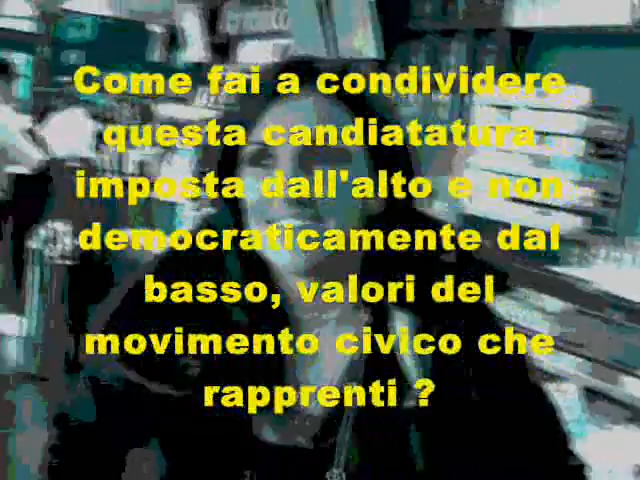 Come fai a condividere
questa candiatatura
imposta dall'alto e non
democraticamente dal
basso, valori del
movimento civico che
rapprenti ?